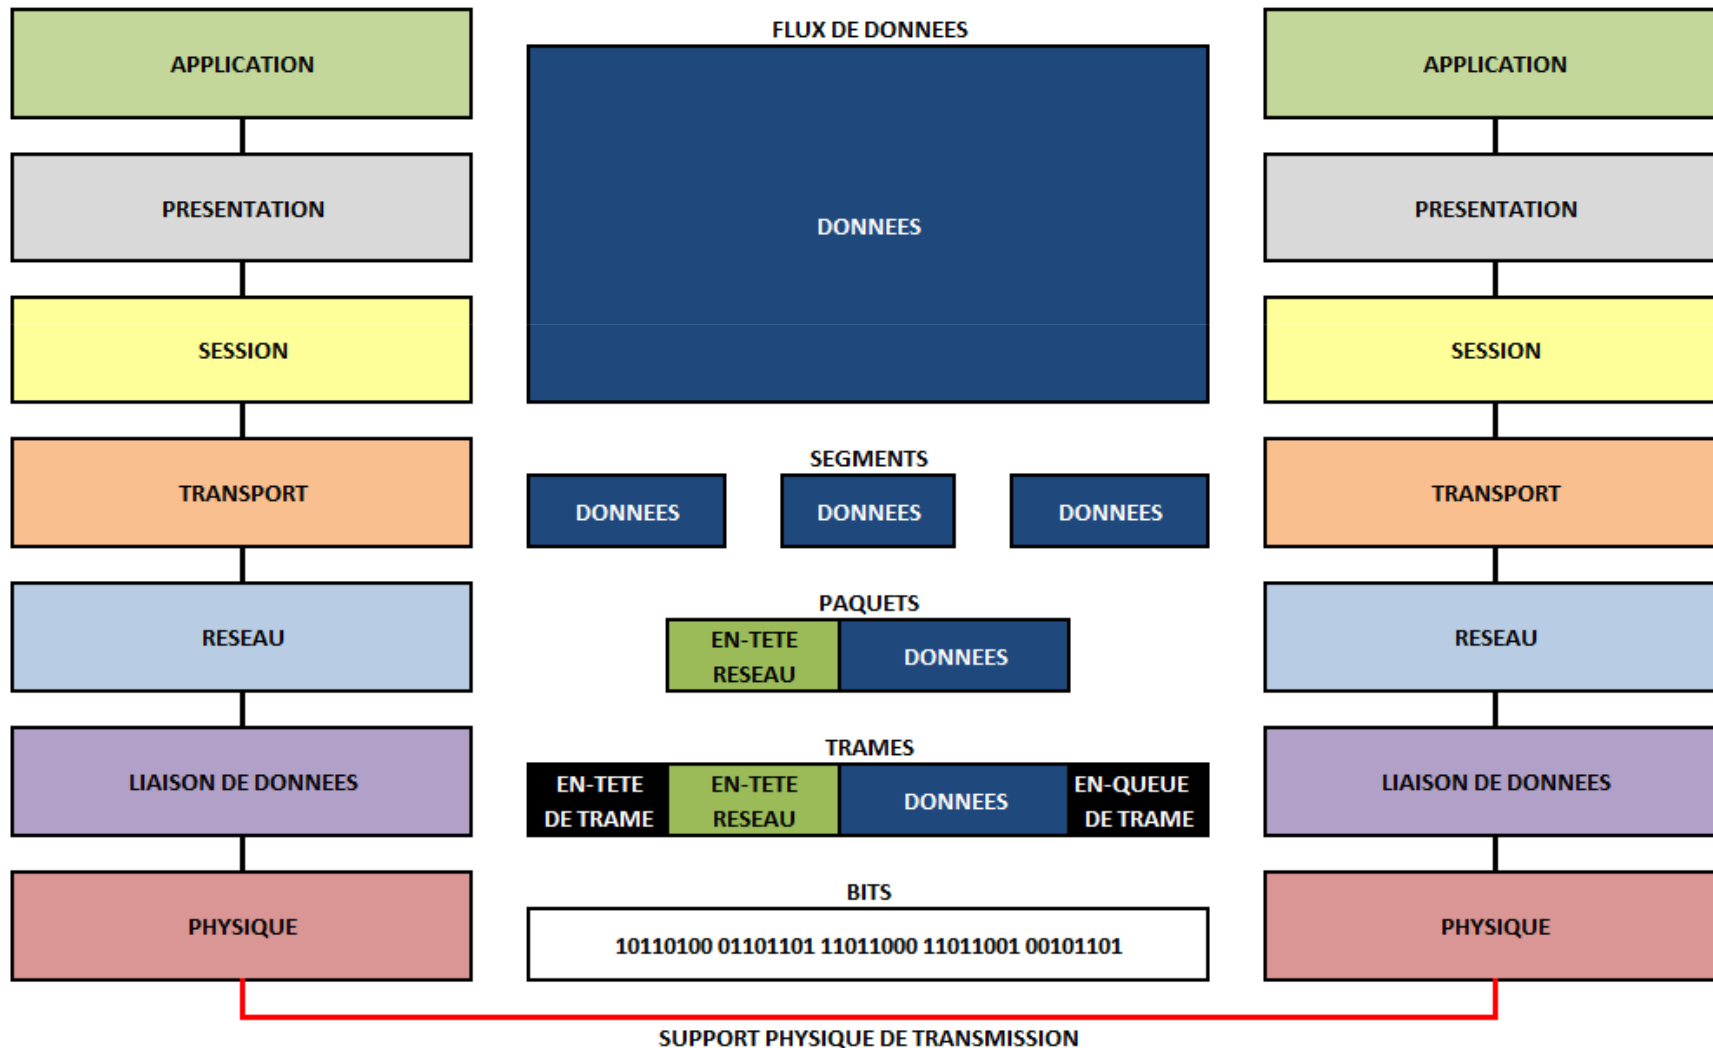 FLUX DE DONNEES
APPLICATION
APPLICATION
PRESENTATION
DONNEES
PRESENTATION
SESSION
SESSION
SEGMENTS
TRANSPORT
DONNEES
DONNEES
DONNEES
TRANSPORT
PAQUETS
RESEAU
EN-TETE
RESEAU
DONNEES
RESEAU
TRAMES
LIAISON DE DONNEES
EN-TETE
DE TRAME
EN-TETE
RESEAU
DONNEES
EN-QUEUE
DE TRAME
LIAISON DE DONNEES
BITS
PHYSIQUE
10110100 01101101 11011000 11011001 00101101
PHYSIQUE
SUPPORT PHYSIQUE DE TRANSMISSION